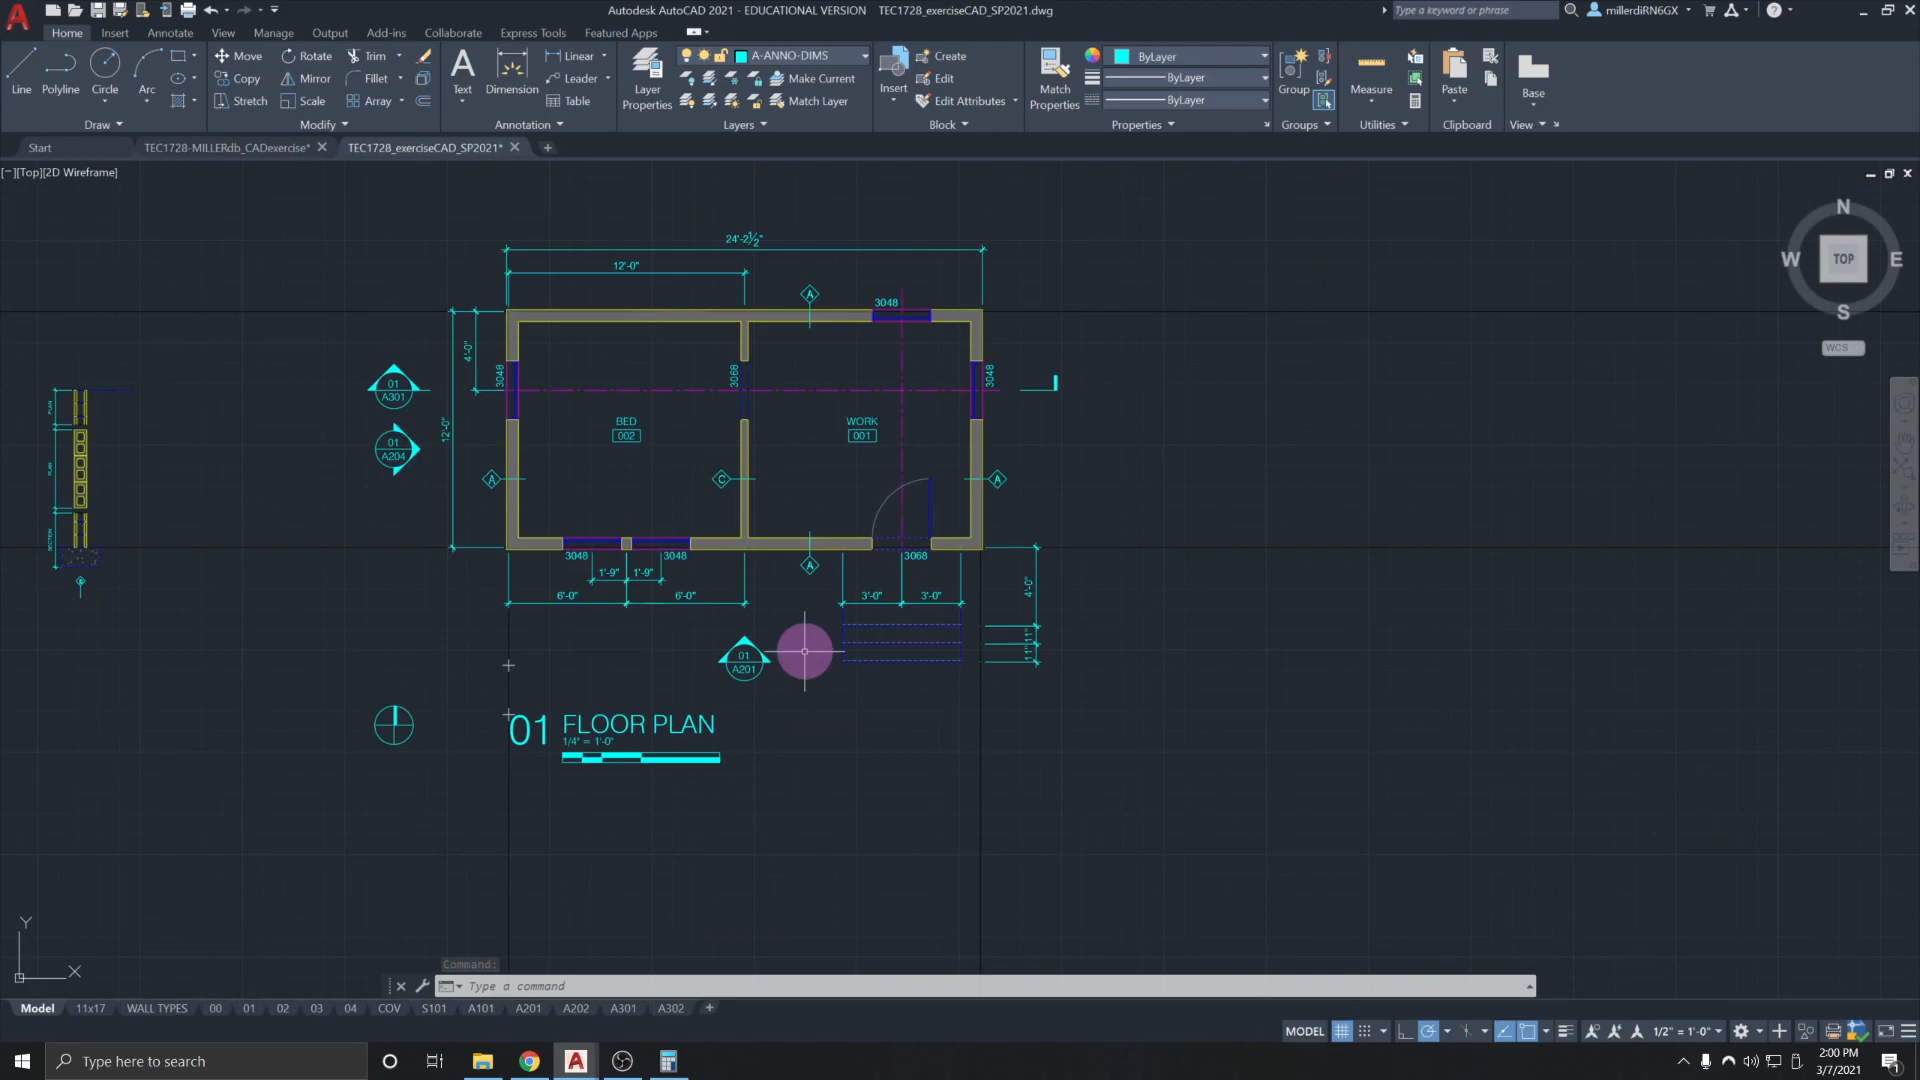 Autodesk AutoCAD 2021 - EDUCATIONAL VERSION TEC1728_exerciseCAD_SP2021.dwg
Type a keyword or phrase
millerdiRN6GX
Home Insert Annotate View Manage Output Add-ins Collaborate Express Tools Featured Apps
Line Polyline Circle Arc
Move Rotate Trim
Copy Mirror Fillet
Stretch Scale Array
Text Dimension
Linear
Leader
Table
Layer Properties
A-ANNO-DIMS
Make Current
Match Layer
Insert
Create
Edit
Edit Attributes
Match Properties
ByLayer
ByLayer
ByLayer
Group
Measure
Paste
Base
Draw Modify Annotation Layers Block Properties Groups Utilities Clipboard View
Start TEC1728-MILLERdb_CADexercise* TEC1728_exerciseCAD_SP2021*
[−][Top][2D Wireframe]
N
W TOP E
S
WCS
24'-2½"
12'-0"
A
3048
4'-0"
3048
3068
3048
01
A301
12'-0"
BED
002
WORK
001
01
A204
A
C
A
PLAN
PLAN
SECTION
B
3048
3048
A
3068
1'-9"
1'-9"
6'-0"
6'-0"
3'-0"
3'-0"
4'-0"
11"
11"
01
A201
01 FLOOR PLAN
1/4" = 1'-0"
Y
X
Command:
Type a command
Model 11x17 WALL TYPES 00 01 02 03 04 COV S101 A101 A201 A202 A301 A302
MODEL
1/2" = 1'-0"
Type here to search
2:00 PM
3/7/2021
1